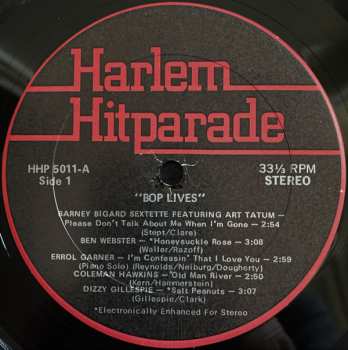 Harlem
Hitparade
HHP 5011-A
Side 1
33⅓ RPM
STEREO
"BOP LIVES"
BARNEY BIGARD SEXTETTE FEATURING ART TATUM —
Please Don't Talk About Me When I'm Gone – 2:54
(Stept/Clare)
BEN WEBSTER – *Honeysuckle Rose – 3:08
(Waller/Razoff)
ERROL GARNER – I'm Confessin' That I Love You – 2:59
(Piano Solo) (Reynolds/Neiburg/Dougherty)
COLEMAN HAWKINS – Old Man River – 2:50
(Kern/Hammerstein)
DIZZY GILLESPIE – *Salt Peanuts – 3:07
(Gillespie/Clark)
*Electronically Enhanced For Stereo